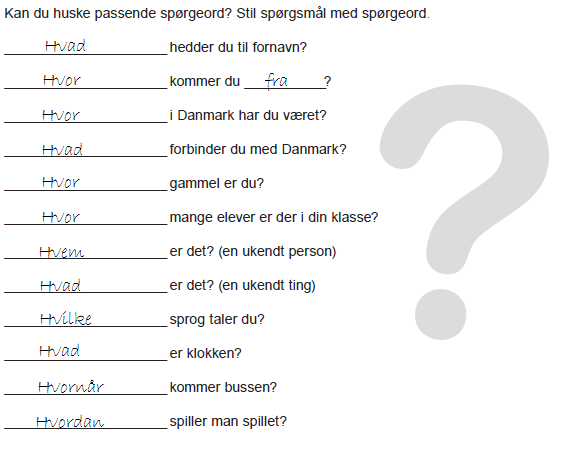 Kan du huske passende spørgeord? Stil spørgsmål med spørgeord.
Hvad hedder du til fornavn?
Hvor kommer du fra?
Hvor i Danmark har du været?
Hvad forbinder du med Danmark?
Hvor gammel er du?
Hvor mange elever er der i din klasse?
Hvem er det? (en ukendt person)
Hvad er det? (en ukendt ting)
Hvilke sprog taler du?
Hvad er klokken?
Hvornår kommer bussen?
Hvordan spiller man spillet?
?